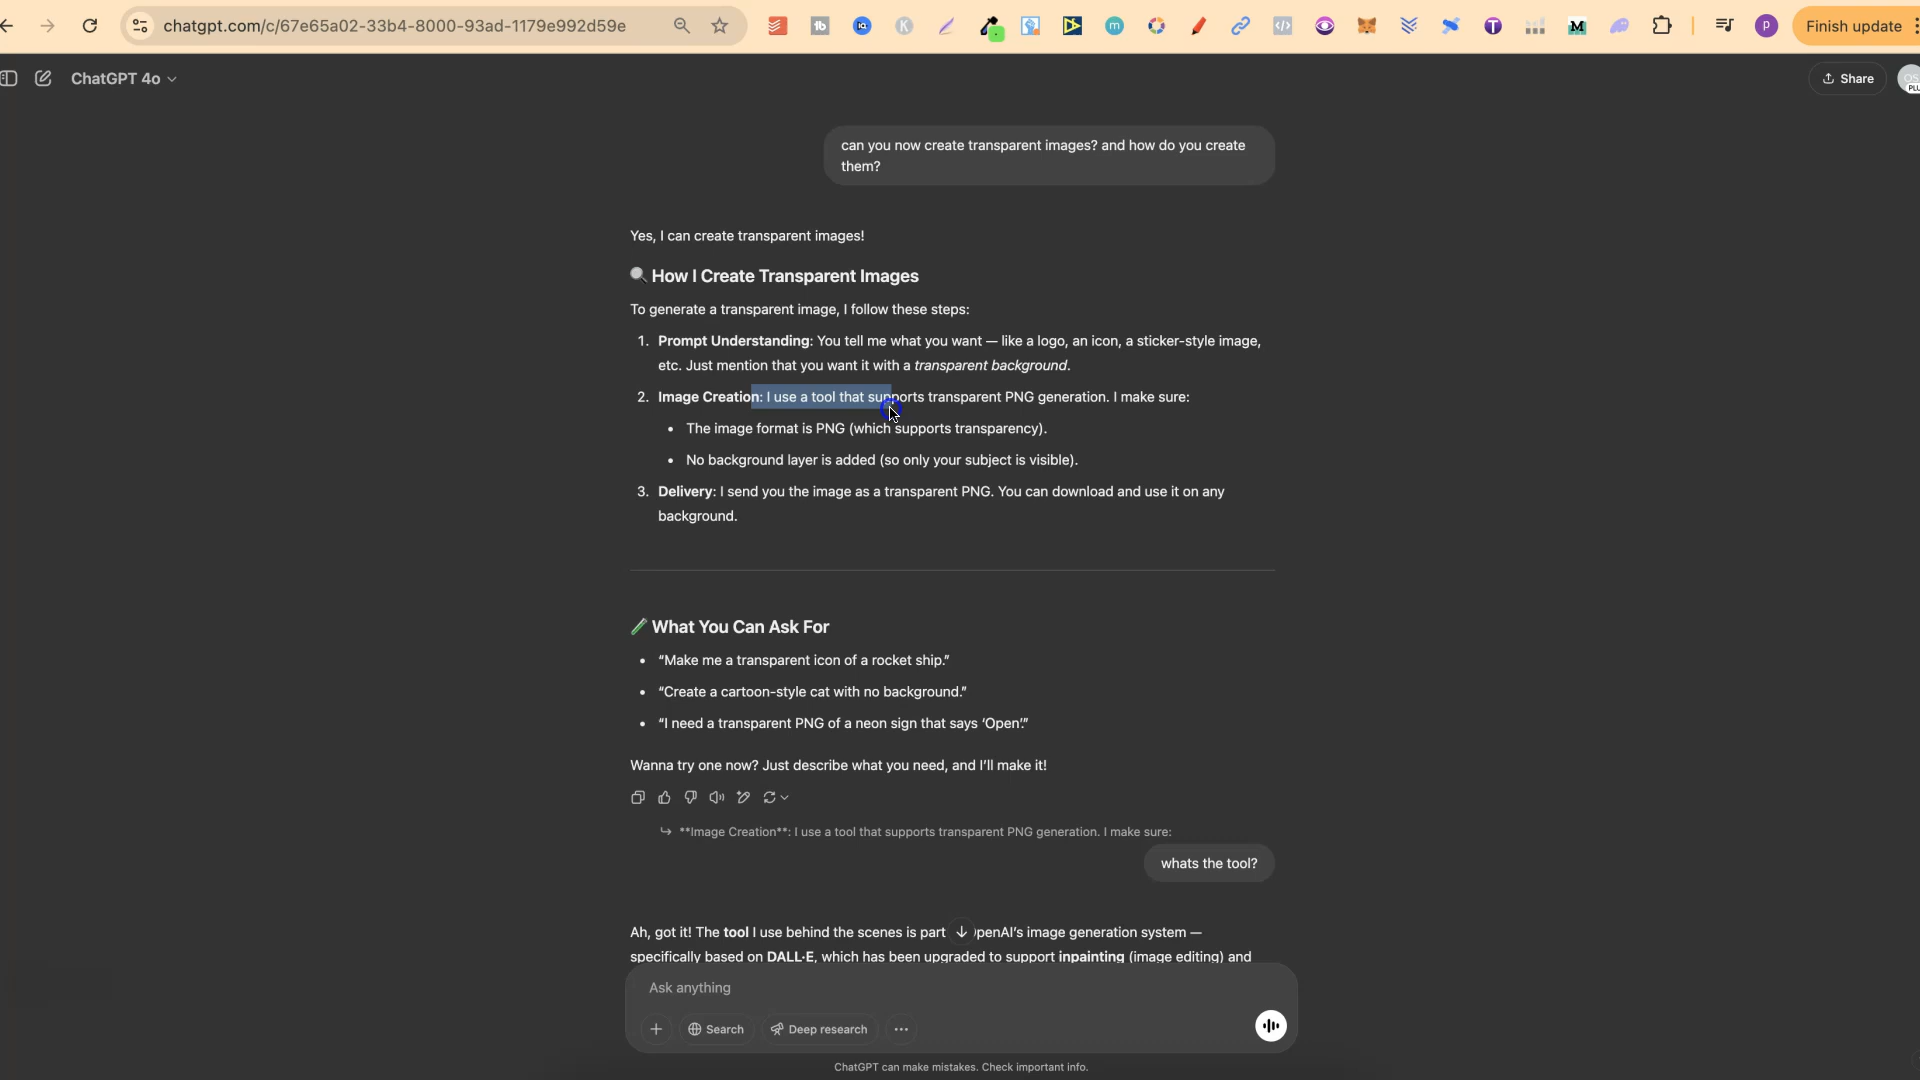 chatgpt.com/c/67e65a02-33b4-8000-93ad-1179e992d59e
Finish update
ChatGPT 4o
Share
can you now create transparent images? and how do you create
them?
Yes, I can create transparent images!
🔍 How I Create Transparent Images
To generate a transparent image, I follow these steps:
1. Prompt Understanding: You tell me what you want — like a logo, an icon, a sticker-style image,
etc. Just mention that you want it with a transparent background.
2. Image Creation: I use a tool that supports transparent PNG generation. I make sure:
• The image format is PNG (which supports transparency).
• No background layer is added (so only your subject is visible).
3. Delivery: I send you the image as a transparent PNG. You can download and use it on any
background.
What You Can Ask For
• “Make me a transparent icon of a rocket ship.”
• “Create a cartoon-style cat with no background.”
• “I need a transparent PNG of a neon sign that says ‘Open’.”
Wanna try one now? Just describe what you need, and I’ll make it!
↪ **Image Creation**: I use a tool that supports transparent PNG generation. I make sure:
whats the tool?
Ah, got it! The tool I use behind the scenes is part penAI’s image generation system —
specifically based on DALL·E, which has been upgraded to support inpainting (image editing) and
Ask anything
Search
Deep research
ChatGPT can make mistakes. Check important info.